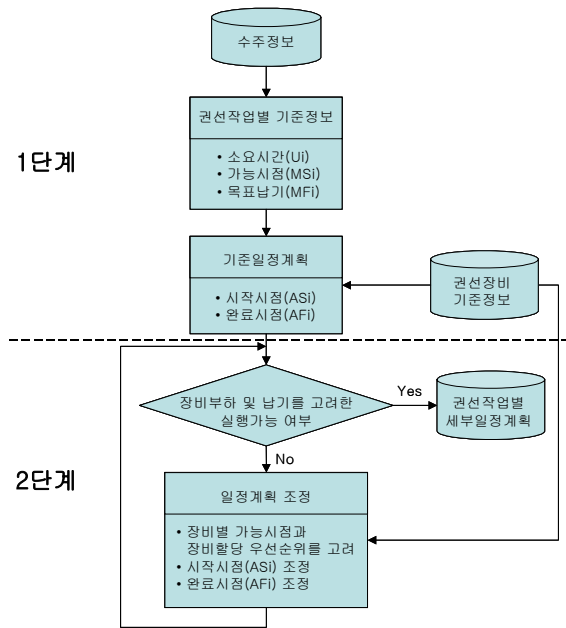 수주정보
권선작업별 기준정보
• 소요시간(Ui)
• 가능시점(MSi)
• 목표납기(MFi)
1단계
기준일정계획
• 시작시점(ASi)
• 완료시점(AFi)
권선장비
기준정보
장비부하 및 납기를 고려한
실행가능 여부
Yes
권선작업별
세부일정계획
No
2단계
일정계획 조정
• 장비별 가능시점과
장비할당 우선순위를 고려
• 시작시점(ASi) 조정
• 완료시점(AFi) 조정